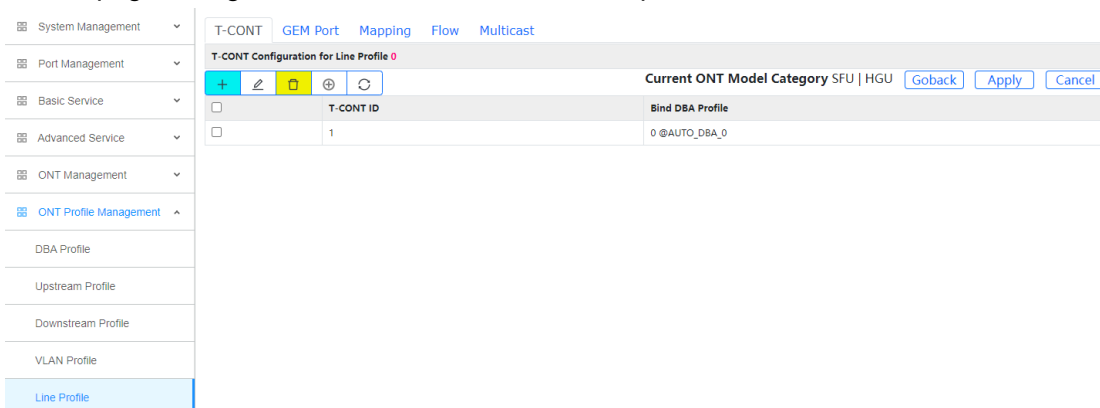 System Management
Port Management
Basic Service
Advanced Service
ONT Management
ONT Profile Management
DBA Profile
Upstream Profile
Downstream Profile
VLAN Profile
Line Profile
T-CONT GEM Port Mapping Flow Multicast
T-CONT Configuration for Line Profile 0
Current ONT Model Category SFU | HGU Goback Apply Cancel
T-CONT ID Bind DBA Profile
1 0 @AUTO_DBA_0